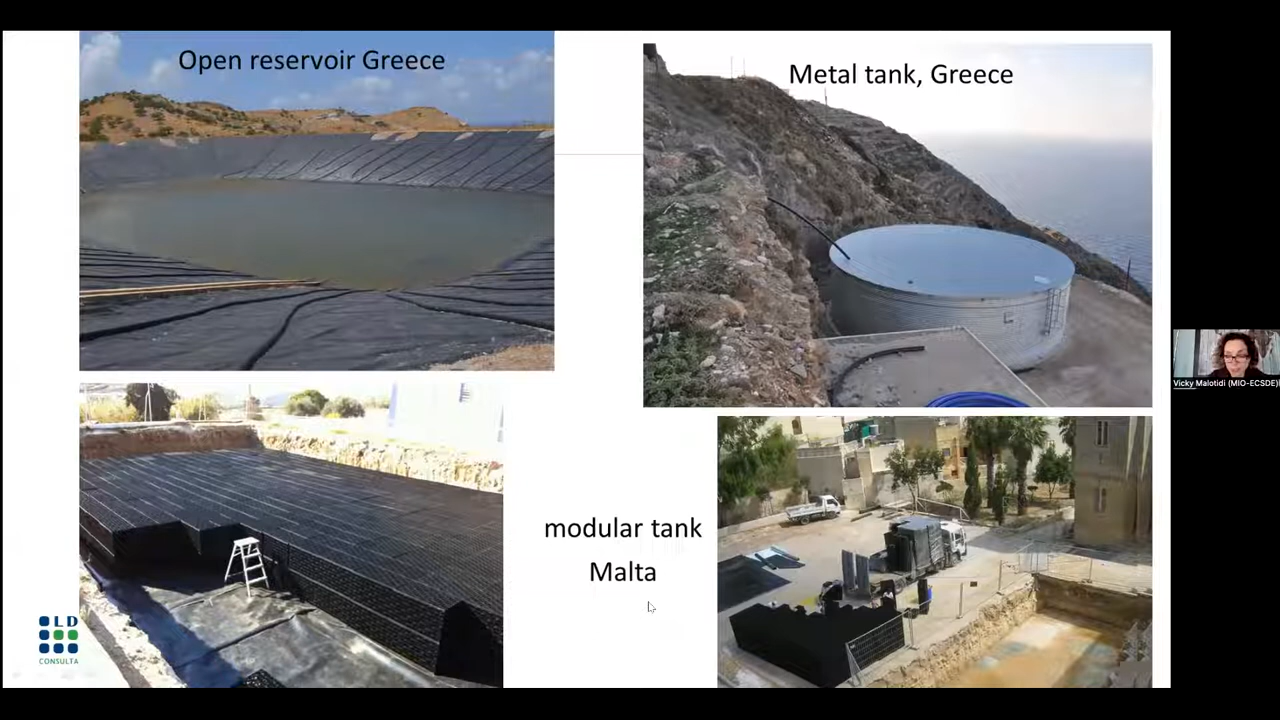 Open reservoir Greece
Metal tank, Greece
modular tank
Malta
LD
CONSULTA
Vicky Malotidi (MIO-ECSDE)i